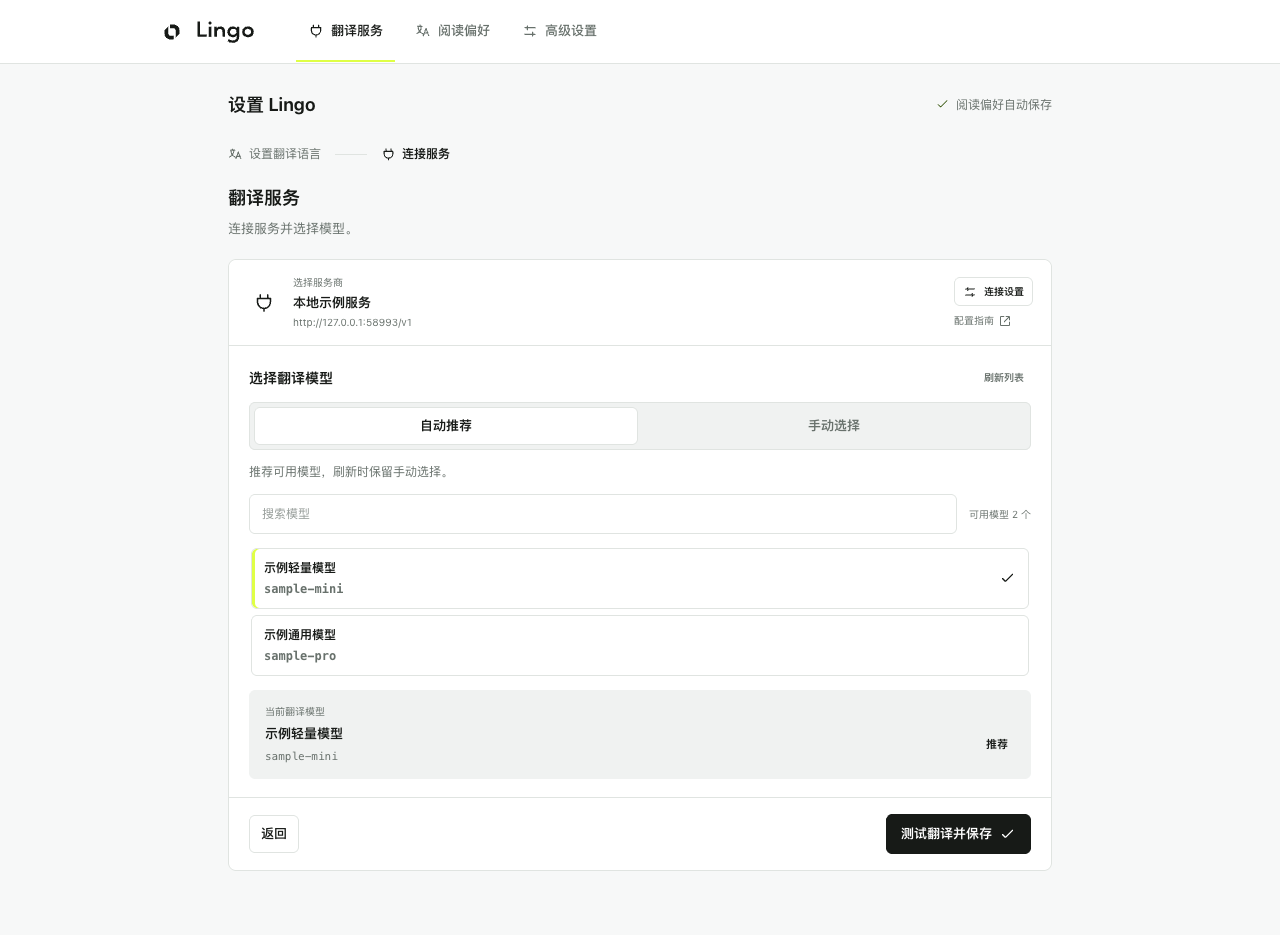 Lingo
翻译服务
阅读偏好
高级设置
设置 Lingo
阅读偏好自动保存
设置翻译语言
连接服务
翻译服务
连接服务并选择模型。
选择服务商
本地示例服务
http://127.0.0.1:58993/v1
连接设置
配置指南
选择翻译模型
刷新列表
自动推荐
手动选择
推荐可用模型，刷新时保留手动选择。
搜索模型
可用模型 2 个
示例轻量模型
sample-mini
示例通用模型
sample-pro
当前翻译模型
示例轻量模型
sample-mini
推荐
返回
测试翻译并保存